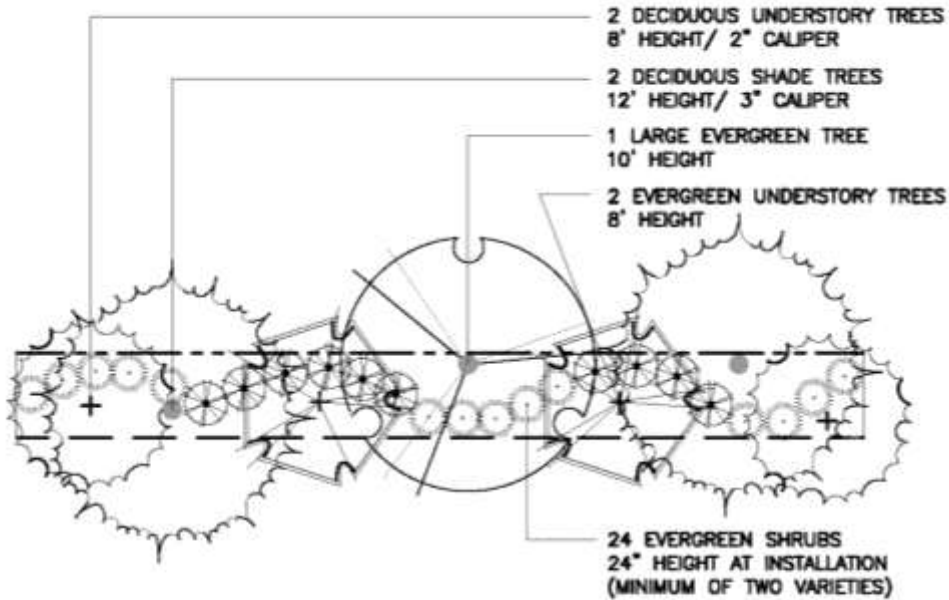 2 DECIDUOUS UNDERSTORY TREES
8' HEIGHT/ 2" CALIPER
2 DECIDUOUS SHADE TREES
12' HEIGHT/ 3" CALIPER
1 LARGE EVERGREEN TREE
10' HEIGHT
2 EVERGREEN UNDERSTORY TREES
8' HEIGHT
24 EVERGREEN SHRUBS
24" HEIGHT AT INSTALLATION
(MINIMUM OF TWO VARIETIES)